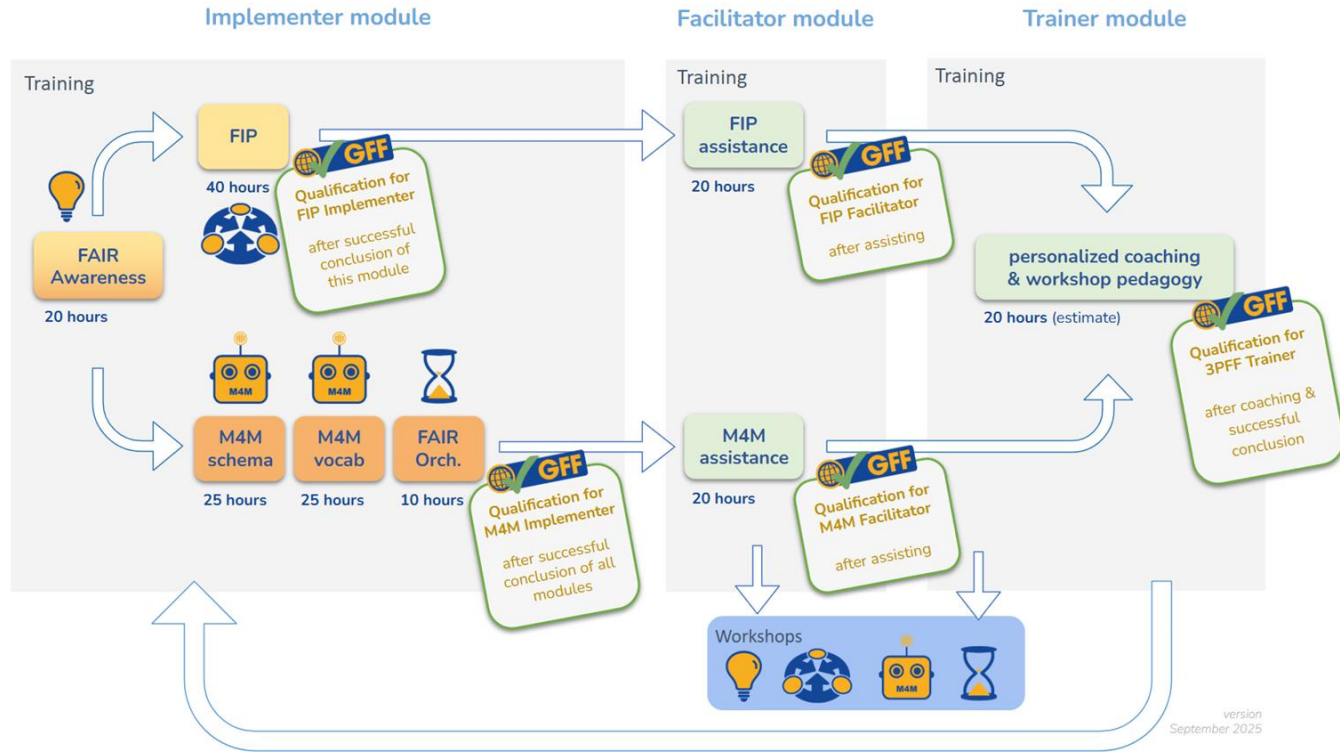 Implementer module
Facilitator module
Trainer module
Training
Training
Training
FIP
40 hours
FAIR
Awareness
20 hours
GFF
Qualification for
FIP Implementer
after successful
conclusion of
this module
FIP
assistance
20 hours
GFF
Qualification for
FIP Facilitator
after assisting
personalized coaching
& workshop pedagogy
20 hours (estimate)
GFF
Qualification for
3PFF Trainer
after coaching &
successful
conclusion
M4M
M4M
M4M
schema
25 hours
M4M
vocab
25 hours
FAIR
Orch.
10 hours
GFF
Qualification for
M4M Implementer
after successful
conclusion of all
modules
M4M
assistance
20 hours
GFF
Qualification for
M4M Facilitator
after assisting
Workshops
M4M
version
September 2025